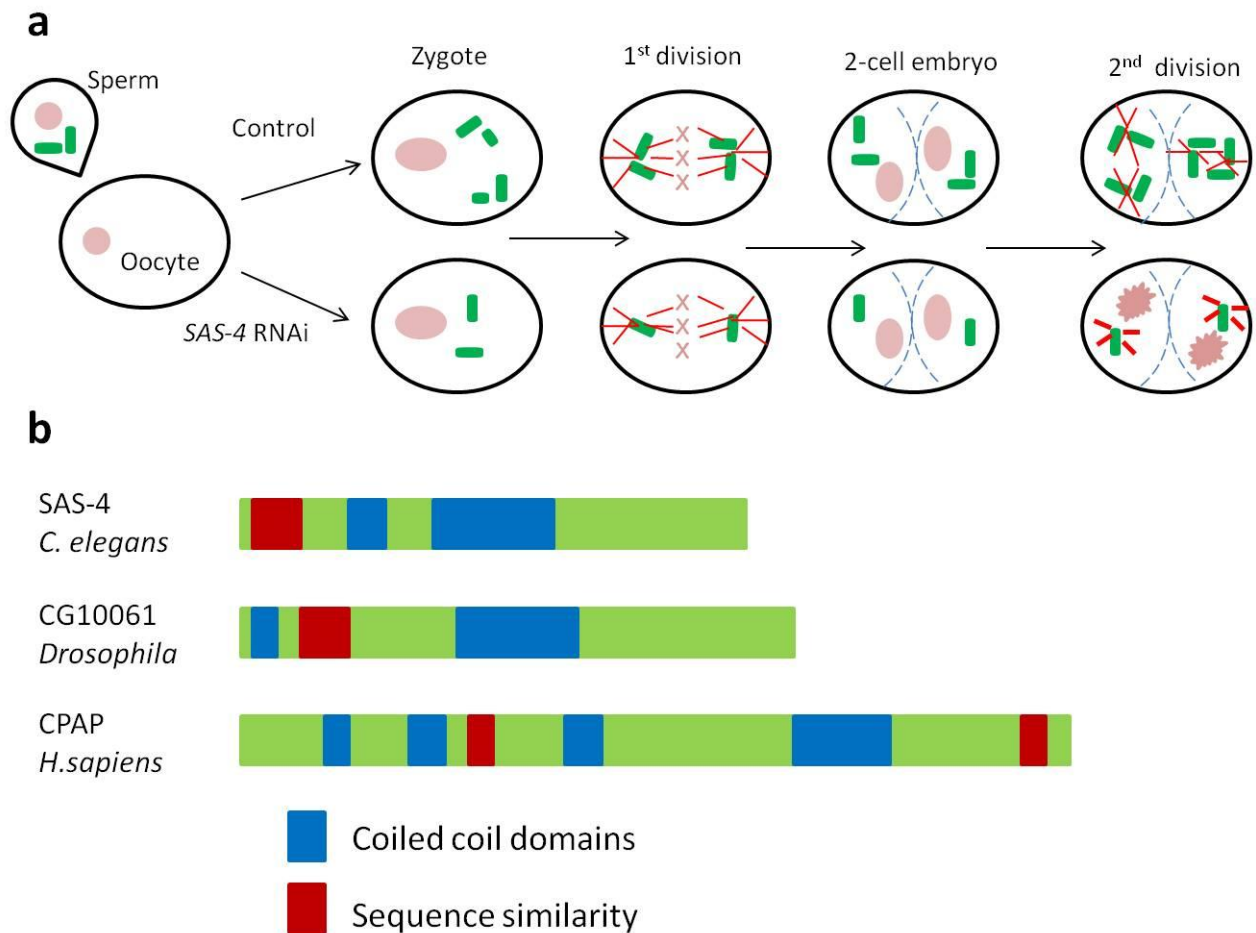 a
Sperm
Oocyte
Control
SAS-4 RNAi
Zygote
1st division
2-cell embryo
2nd division
X
X
X
X
X
X
b
SAS-4
C. elegans
CG10061
Drosophila
CPAP
H.sapiens
Coiled coil domains
Sequence similarity